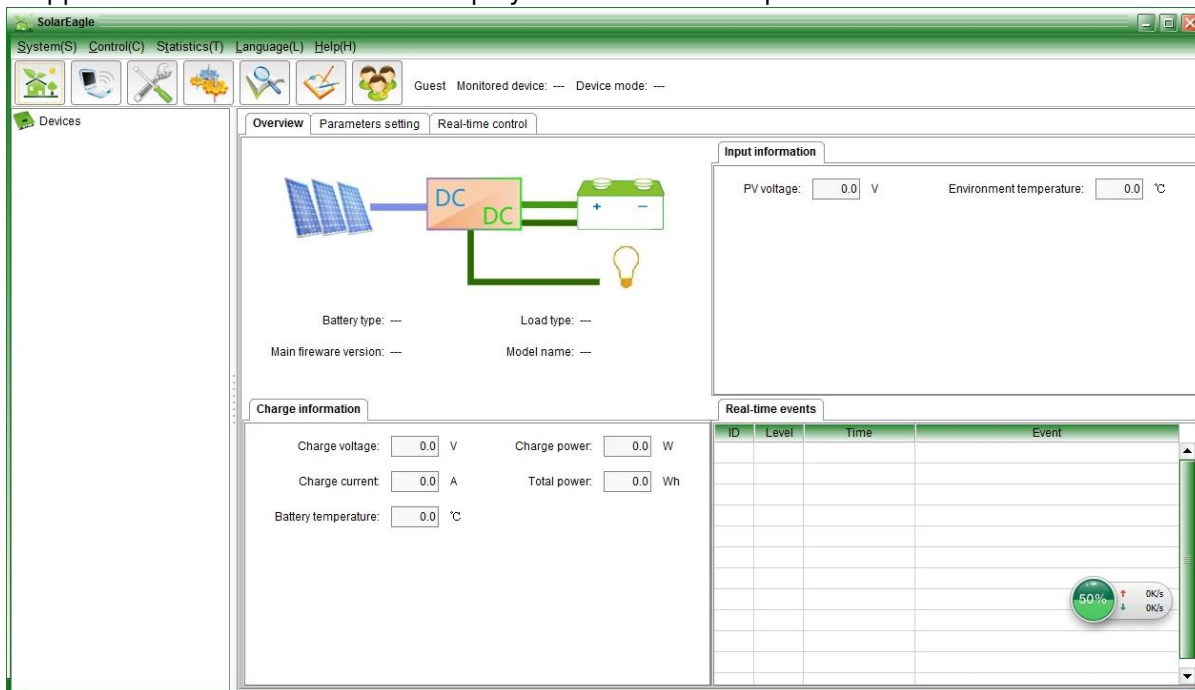 SolarEagle
System(S) Control(C) Statistics(T) Language(L) Help(H)
Guest Monitored device: --- Device mode: ---
Devices
Overview Parameters setting Real-time control
DC
DC
+ −
Battery type: --- Load type: ---
Main fireware version: --- Model name: ---
Input information
PV voltage: 0.0 V Environment temperature: 0.0 ℃
Charge information
Charge voltage: 0.0 V Charge power: 0.0 W
Charge current: 0.0 A Total power: 0.0 Wh
Battery temperature: 0.0 ℃
Real-time events
ID Level Time Event
50% ↑ 0K/s
↓ 0K/s